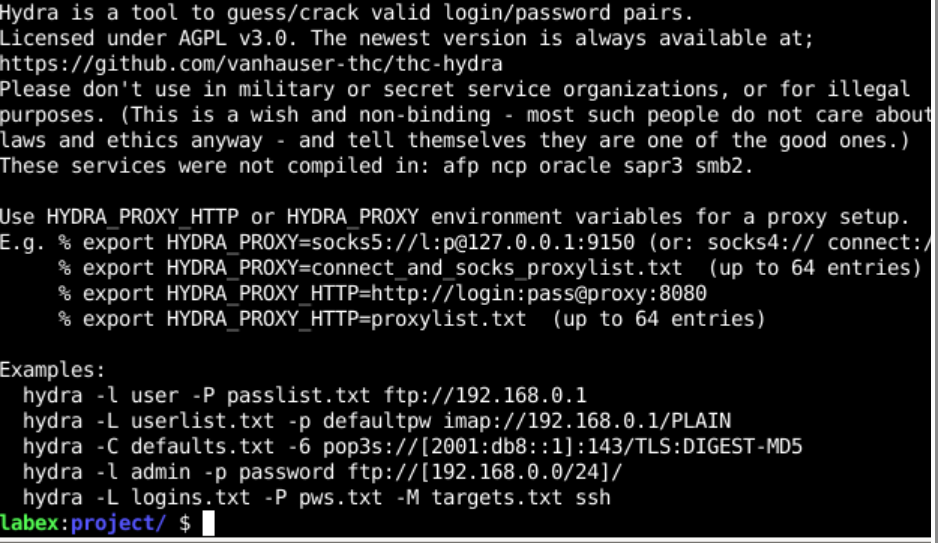 Hydra is a tool to guess/crack valid login/password pairs.
Licensed under AGPL v3.0. The newest version is always available at;
https://github.com/vanhauser-thc/thc-hydra
Please don't use in military or secret service organizations, or for illegal
purposes. (This is a wish and non-binding - most such people do not care about
laws and ethics anyway - and tell themselves they are one of the good ones.)
These services were not compiled in: afp ncp oracle sapr3 smb2.
Use HYDRA_PROXY_HTTP or HYDRA_PROXY environment variables for a proxy setup.
E.g. % export HYDRA_PROXY=socks5://l:p@127.0.0.1:9150 (or: socks4:// connect:/
% export HYDRA_PROXY=connect_and_socks_proxylist.txt (up to 64 entries)
% export HYDRA_PROXY_HTTP=http://login:pass@proxy:8080
% export HYDRA_PROXY_HTTP=proxylist.txt (up to 64 entries)
Examples:
hydra -l user -P passlist.txt ftp://192.168.0.1
hydra -L userlist.txt -p defaultpw imap://192.168.0.1/PLAIN
hydra -C defaults.txt -6 pop3s://[2001:db8::1]:143/TLS:DIGEST-MD5
hydra -l admin -p password ftp://[192.168.0.0/24]/
hydra -L logins.txt -P pws.txt -M targets.txt ssh
labex:project/ $